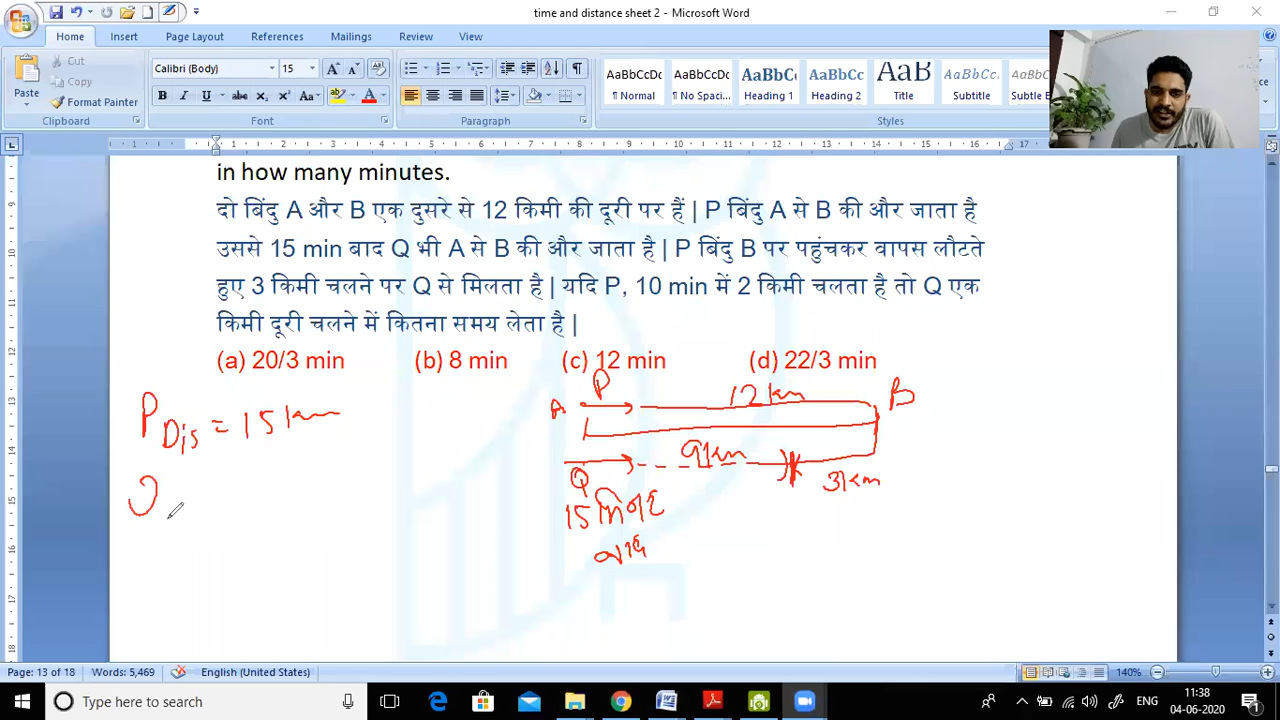 time and distance sheet 2 - Microsoft Word
Home Insert Page Layout References Mailings Review View
Cut
Copy
Format Painter
Paste
Clipboard
Calibri (Body) 15
Font
Paragraph
AaBbCcDc AaBbCcDc AaBbC AaBbCc AaB AaBbCc AaBbCcD
¶ Normal ¶ No Spaci... Heading 1 Heading 2 Title Subtitle Subtle E
Styles
in how many minutes.
दो बिंदु A और B एक दुसरे से 12 किमी की दूरी पर हैं | P बिंदु A से B की और जाता है
उससे 15 min बाद Q भी A से B की और जाता है | P बिंदु B पर पहुंचकर वापस लौटते
हुए 3 किमी चलने पर Q से मिलता है | यदि P, 10 min में 2 किमी चलता है तो Q एक
किमी दूरी चलने में कितना समय लेता है |
(a) 20/3 min (b) 8 min (c) 12 min (d) 22/3 min
P
A 12 km B
P Dis = 15 km
9 km
Q 3 km
15 मिनट
बाद
Page: 13 of 18 Words: 5,469 English (United States) 140%
Type here to search
ENG 11:38
04-06-2020